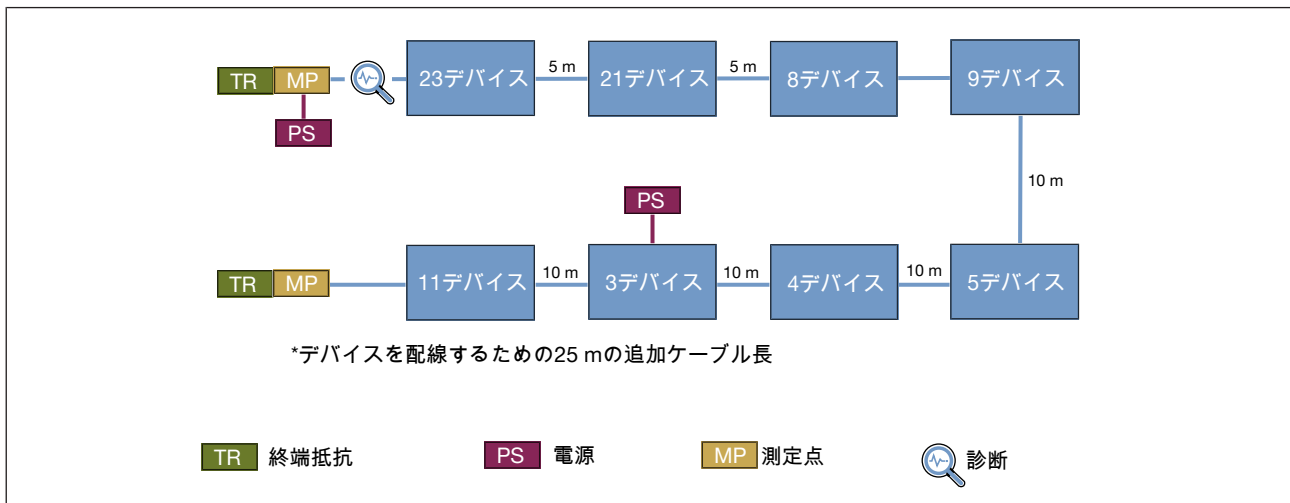 TR MP 23デバイス 5 m 21デバイス 5 m 8デバイス 9デバイス
PS
10 m
PS
TR MP 11デバイス 10 m 3デバイス 10 m 4デバイス 10 m 5デバイス
*デバイスを配線するための25 mの追加ケーブル長
TR 終端抵抗 PS 電源 MP 測定点 診断